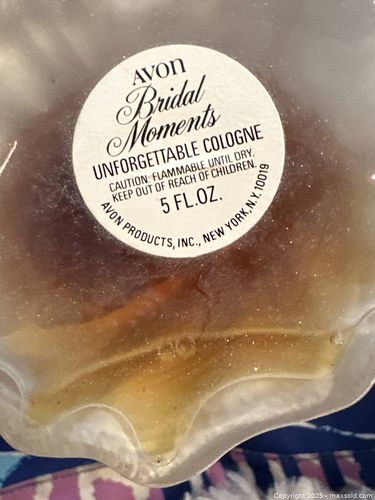 AVON
Bridal
Moments
UNFORGETTABLE COLOGNE
CAUTION: FLAMMABLE UNTIL DRY.
KEEP OUT OF REACH OF CHILDREN.
5 FL.OZ.
AVON PRODUCTS, INC., NEW YORK, N.Y. 10019
Copyright 2025 - maxsold.com